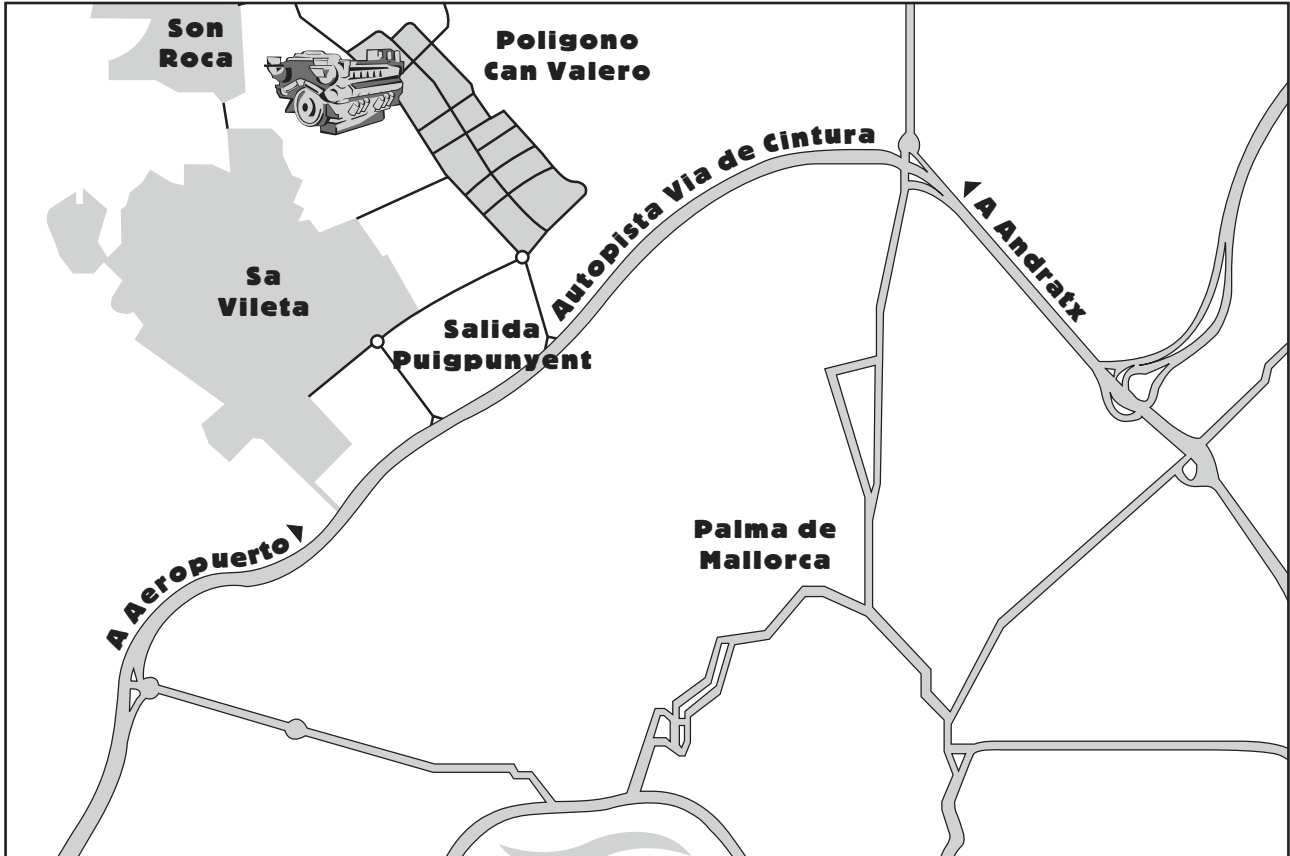 Son
Roca
Poligono
Can Valero
Autopista Via de Cintura
A Andratx
Sa
Vileta
Salida
Puigpunyent
Palma de
Mallorca
A Aeropuerto